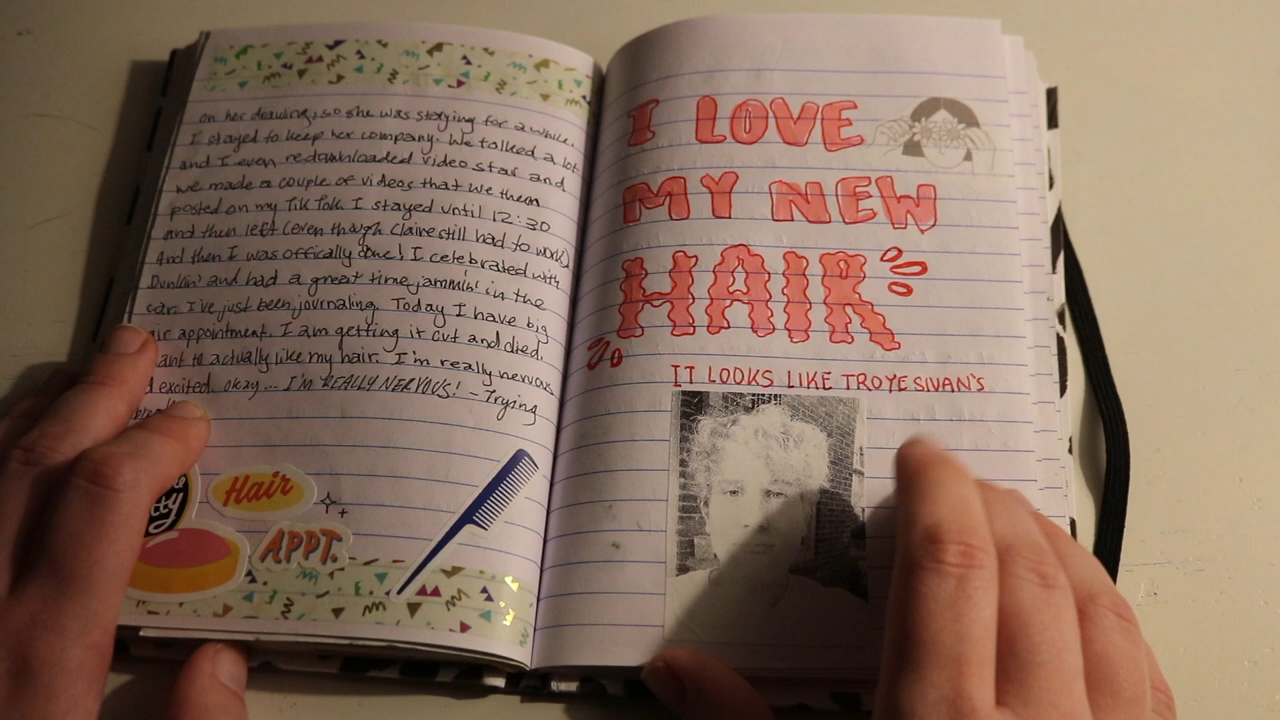 on her drawing, so she was staying for a while.
I stayed to keep her company. We talked a lot
and I even redownloaded video star and
we made a couple of videos that we then
posted on my Tik Tok. I stayed until 12:30
and then left (even though Claire still had to work)
And then I was offically done! I celebrated with
Dunkin' and had a great time jammin' in the
car. I've just been journaling. Today I have big
air appointment. I am getting it cut and died.
ant to actually like my hair. I'm really nervous
d excited. okay... I'M REALLY NERVOUS! - Trying
Hair
APPT.
I LOVE
MY NEW
HAIR
IT LOOKS LIKE TROYE SIVAN'S